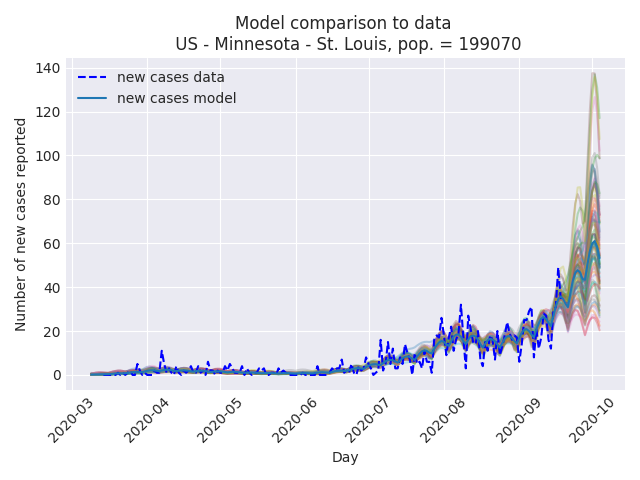 Model comparison to data
US - Minnesota - St. Louis, pop. = 199070
new cases data
new cases model
Number of new cases reported
140
120
100
80
60
40
20
0
2020-03
2020-04
2020-05
2020-06
2020-07
2020-08
2020-09
2020-10
Day